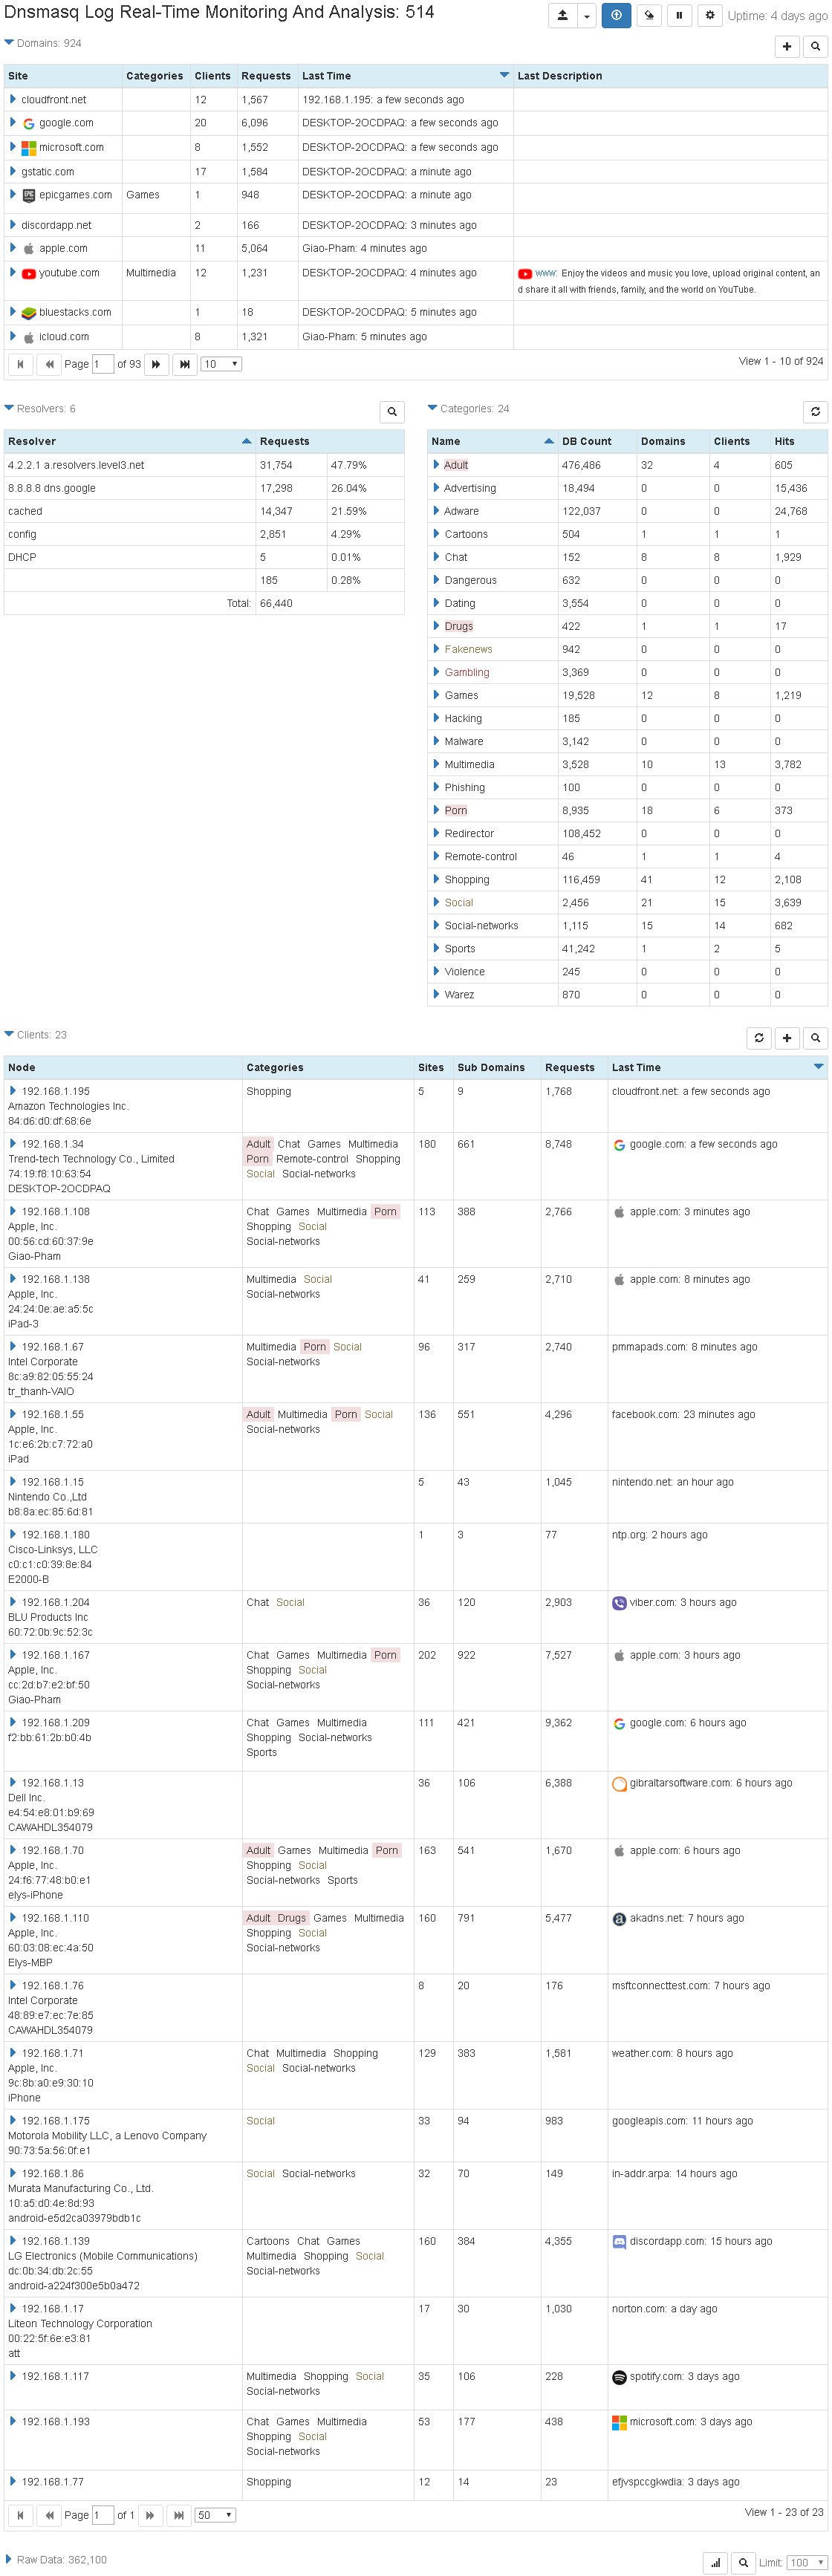 Dnsmasq Log Real-Time Monitoring And Analysis: 514
Uptime: 4 days ago
Domains: 924
Site Categories Clients Requests Last Time Last Description
cloudfront.net 12 1,567 192.168.1.195: a few seconds ago
google.com 20 6,096 DESKTOP-2OCDPAQ: a few seconds ago
microsoft.com 8 1,552 DESKTOP-2OCDPAQ: a few seconds ago
gstatic.com 17 1,584 DESKTOP-2OCDPAQ: a minute ago
epicgames.com Games 1 948 DESKTOP-2OCDPAQ: a minute ago
discordapp.net 2 166 DESKTOP-2OCDPAQ: 3 minutes ago
apple.com 11 5,064 Giao-Pham: 4 minutes ago
youtube.com Multimedia 12 1,231 DESKTOP-2OCDPAQ: 4 minutes ago www: Enjoy the videos and music you love, upload original content, an
d share it all with friends, family, and the world on YouTube.
bluestacks.com 1 18 DESKTOP-2OCDPAQ: 5 minutes ago
icloud.com 8 1,321 Giao-Pham: 5 minutes ago
Page 1 of 93 10 View 1 - 10 of 924
Resolvers: 6
Resolver Requests
4.2.2.1 a.resolvers.level3.net 31,754 47.79%
8.8.8.8 dns.google 17,298 26.04%
cached 14,347 21.59%
config 2,851 4.29%
DHCP 5 0.01%
185 0.28%
Total: 66,440
Categories: 24
Name DB Count Domains Clients Hits
Adult 476,486 32 4 605
Advertising 18,494 0 0 15,436
Adware 122,037 0 0 24,768
Cartoons 504 1 1 1
Chat 152 8 8 1,929
Dangerous 632 0 0 0
Dating 3,554 0 0 0
Drugs 422 1 1 17
Fakenews 942 0 0 0
Gambling 3,369 0 0 0
Games 19,528 12 8 1,219
Hacking 185 0 0 0
Malware 3,142 0 0 0
Multimedia 3,528 10 13 3,782
Phishing 100 0 0 0
Porn 8,935 18 6 373
Redirector 108,452 0 0 0
Remote-control 46 1 1 4
Shopping 116,459 41 12 2,108
Social 2,456 21 15 3,639
Social-networks 1,115 15 14 682
Sports 41,242 1 2 5
Violence 245 0 0 0
Warez 870 0 0 0
Clients: 23
Node Categories Sites Sub Domains Requests Last Time
192.168.1.195 Shopping 5 9 1,768 cloudfront.net: a few seconds ago
Amazon Technologies Inc.
84:d6:d0:df:68:6e
192.168.1.34 Adult Chat Games Multimedia 180 661 8,748 google.com: a few seconds ago
Trend-tech Technology Co., Limited Porn Remote-control Shopping
74:19:f8:10:63:54 Social Social-networks
DESKTOP-2OCDPAQ
192.168.1.108 Chat Games Multimedia Porn 113 388 2,766 apple.com: 3 minutes ago
Apple, Inc. Shopping Social
00:56:cd:60:37:9e Social-networks
Giao-Pham
192.168.1.138 Multimedia Social 41 259 2,710 apple.com: 8 minutes ago
Apple, Inc. Social-networks
24:24:0e:ae:a5:5c
iPad-3
192.168.1.67 Multimedia Porn Social 96 317 2,740 pmmapads.com: 8 minutes ago
Intel Corporate Social-networks
8c:a9:82:05:55:24
tr_thanh-VAIO
192.168.1.55 Adult Multimedia Porn Social 136 551 4,296 facebook.com: 23 minutes ago
Apple, Inc. Social-networks
1c:e6:2b:c7:72:a0
iPad
192.168.1.15 5 43 1,045 nintendo.net: an hour ago
Nintendo Co.,Ltd
b8:8a:ec:85:6d:81
192.168.1.180 1 3 77 ntp.org: 2 hours ago
Cisco-Linksys, LLC
c0:c1:c0:39:8e:84
E2000-B
192.168.1.204 Chat Social 36 120 2,903 viber.com: 3 hours ago
BLU Products Inc
60:72:0b:9c:52:3c
192.168.1.167 Chat Games Multimedia Porn 202 922 7,527 apple.com: 3 hours ago
Apple, Inc. Shopping Social
cc:2d:b7:e2:bf:50 Social-networks
Giao-Pham
192.168.1.209 Chat Games Multimedia 111 421 9,362 google.com: 6 hours ago
f2:bb:61:2b:b0:4b Shopping Social-networks
Sports
192.168.1.13 36 106 6,388 gibraltarsoftware.com: 6 hours ago
Dell Inc.
e4:54:e8:01:b9:69
CAWAHDL354079
192.168.1.70 Adult Games Multimedia Porn 163 541 1,670 apple.com: 6 hours ago
Apple, Inc. Shopping Social
24:f6:77:48:b0:e1 Social-networks Sports
elys-iPhone
192.168.1.110 Adult Drugs Games Multimedia 160 791 5,477 akadns.net: 7 hours ago
Apple, Inc. Shopping Social
60:03:08:ec:4a:50 Social-networks
Elys-MBP
192.168.1.76 8 20 176 msftconnecttest.com: 7 hours ago
Intel Corporate
48:89:e7:ec:7e:85
CAWAHDL354079
192.168.1.71 Chat Multimedia Shopping 129 383 1,581 weather.com: 8 hours ago
Apple, Inc. Social Social-networks
9c:8b:a0:e9:30:10
iPhone
192.168.1.175 Social 33 94 983 googleapis.com: 11 hours ago
Motorola Mobility LLC, a Lenovo Company
90:73:5a:56:0f:e1
192.168.1.86 Social Social-networks 32 70 149 in-addr.arpa: 14 hours ago
Murata Manufacturing Co., Ltd.
10:a5:d0:4e:8d:93
android-e5d2ca03979bdb1c
192.168.1.139 Cartoons Chat Games 160 384 4,355 discordapp.com: 15 hours ago
LG Electronics (Mobile Communications) Multimedia Shopping Social
dc:0b:34:db:2c:55 Social-networks
android-a224f300e5b0a472
192.168.1.17 17 30 1,030 norton.com: a day ago
Liteon Technology Corporation
00:22:5f:6e:e3:81
att
192.168.1.117 Multimedia Shopping Social 35 106 228 spotify.com: 3 days ago
Social-networks
192.168.1.193 Chat Games Multimedia 53 177 438 microsoft.com: 3 days ago
Shopping Social
Social-networks
192.168.1.77 Shopping 12 14 23 efjvspccgkwdia: 3 days ago
Page 1 of 1 50 View 1 - 23 of 23
Raw Data: 362,100 Limit: 100